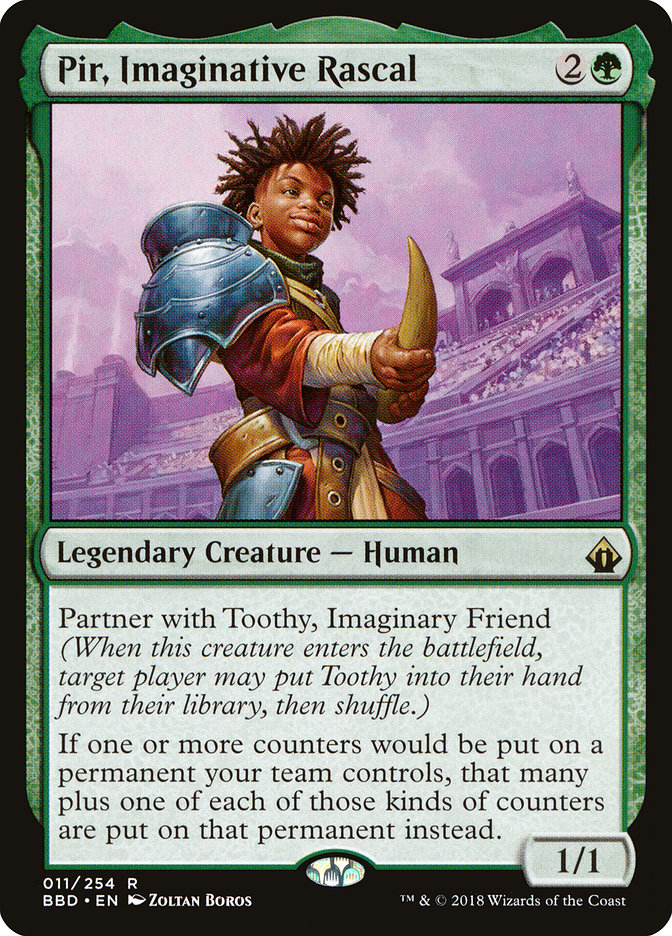 Pir, Imaginative Rascal 2
Legendary Creature — Human
Partner with Toothy, Imaginary Friend
(When this creature enters the battlefield,
target player may put Toothy into their hand
from their library, then shuffle.)
If one or more counters would be put on a
permanent your team controls, that many
plus one of each of those kinds of counters
are put on that permanent instead.
1/1
011/254 R
BBD • EN Zoltan Boros
™ & © 2018 Wizards of the Coast